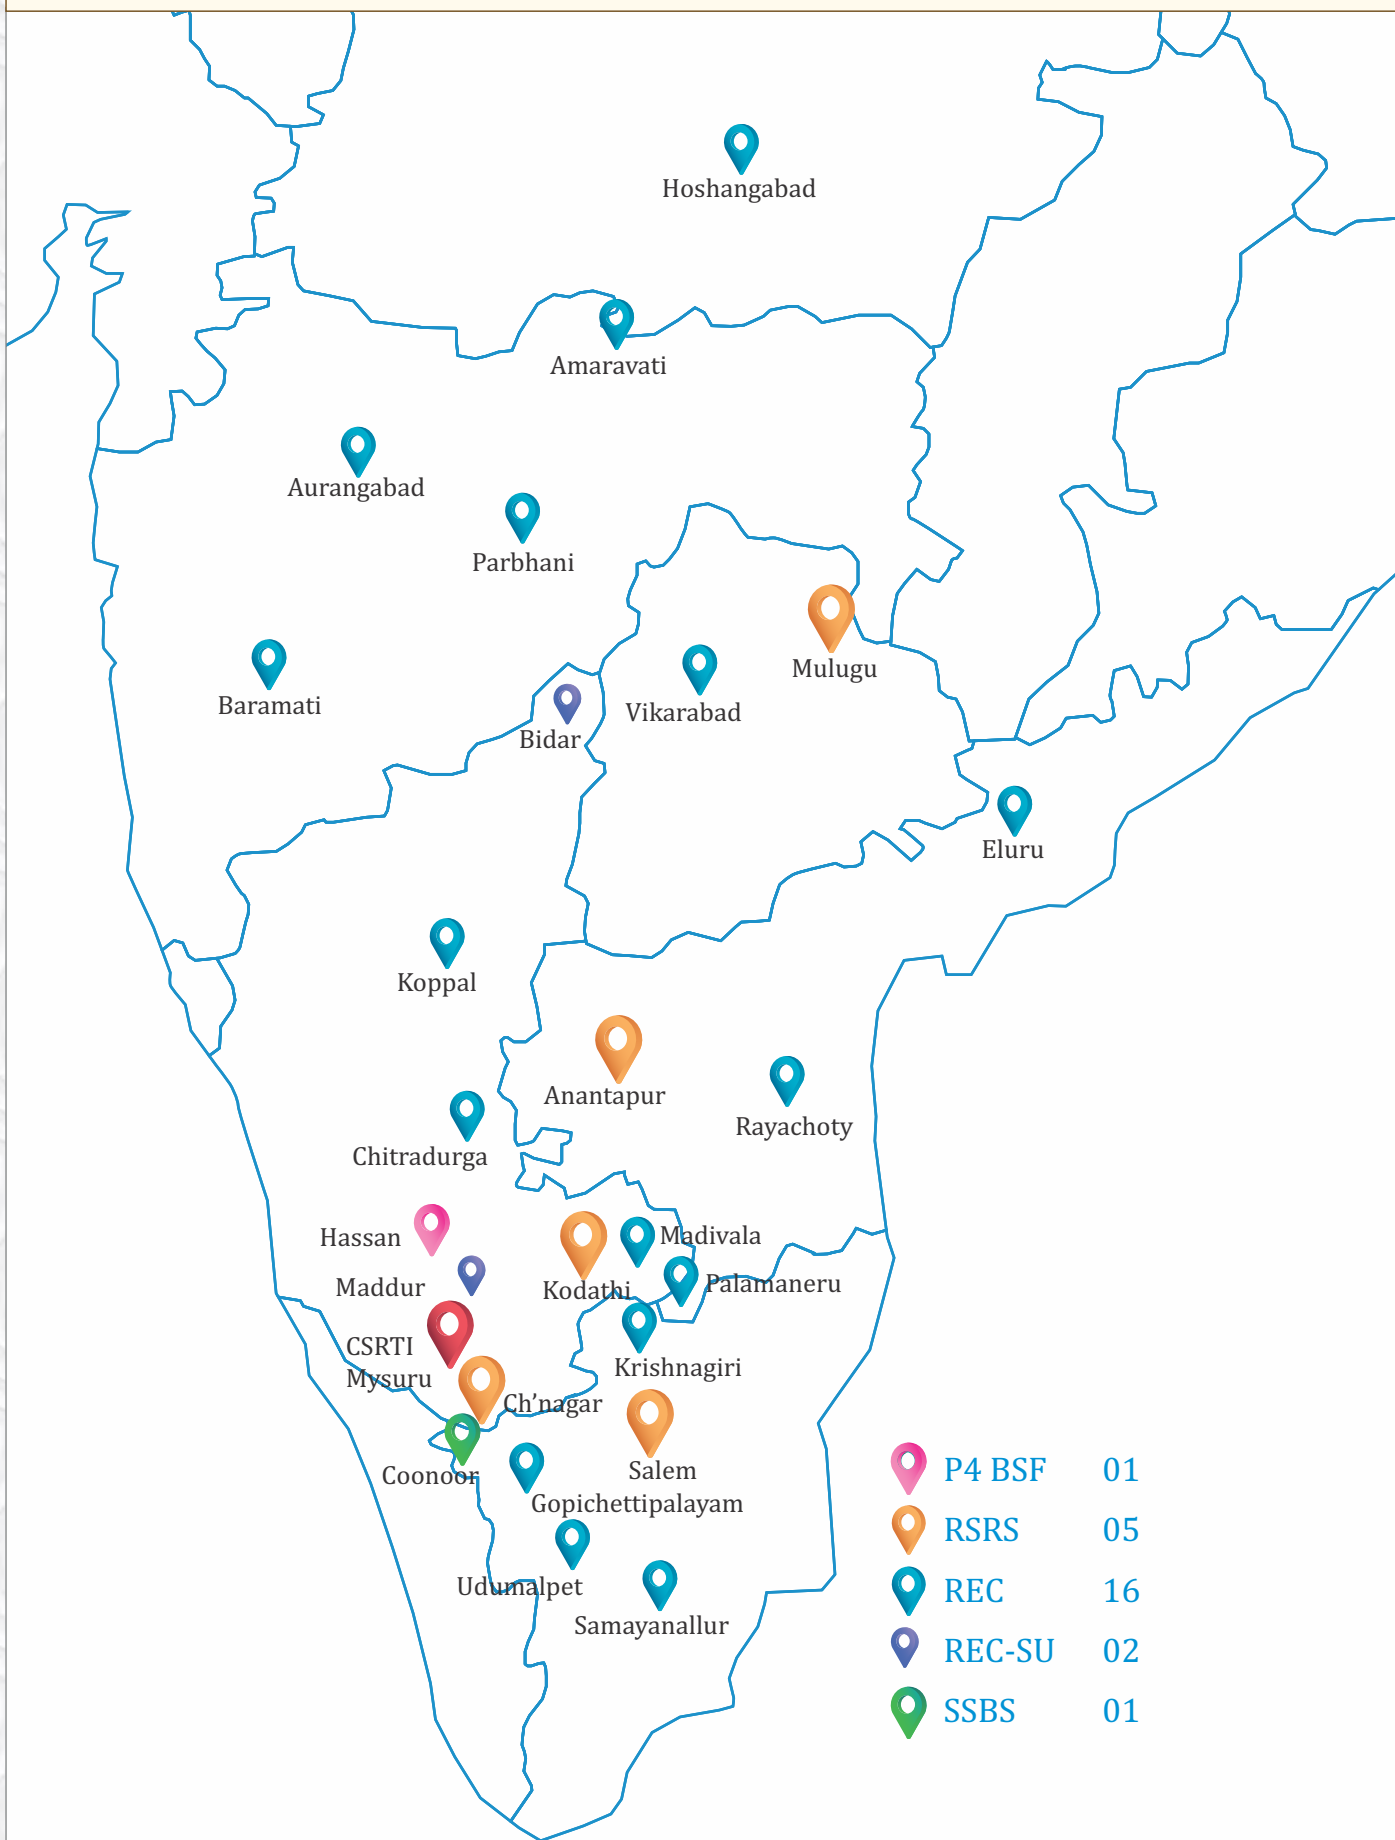 Hoshangabad
Amaravati
Aurangabad
Parbhani
Mulugu
Baramati
Vikarabad
Bidar
Eluru
Koppal
Anantapur
Rayachoty
Chitradurga
Hassan
Madivala
Maddur
Kodathi
Palamaneru
CSRTI
Mysuru
Krishnagiri
Ch'nagar
Salem
Coonoor
Gopichettipalayam
Udumalpet
Samayanallur
P4 BSF 01
RSRS 05
REC 16
REC-SU 02
SSBS 01